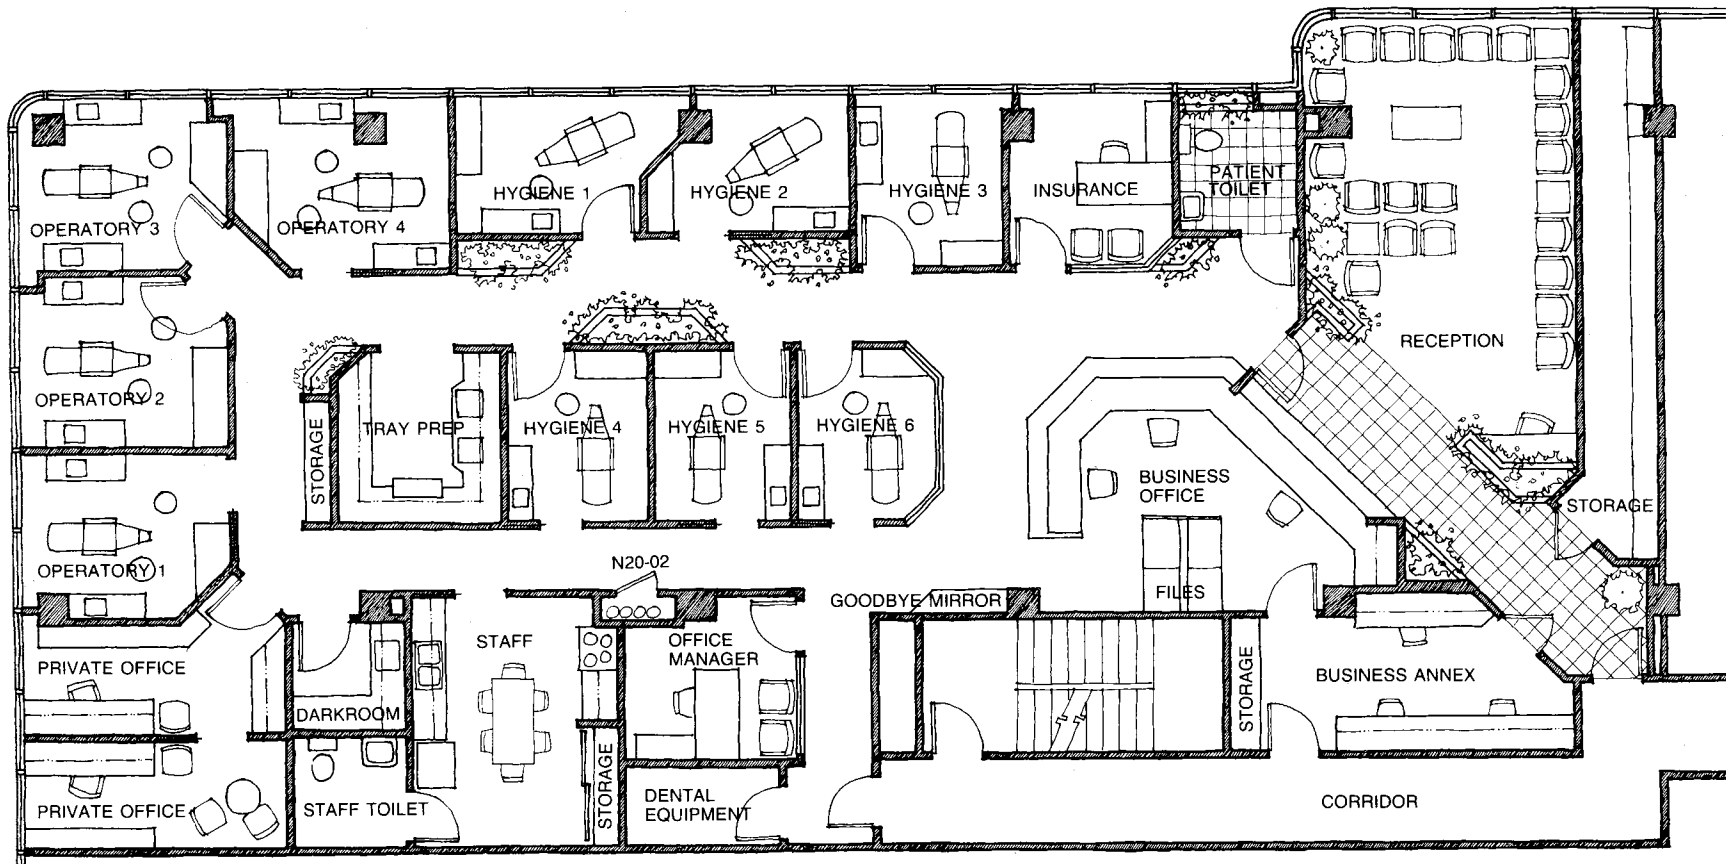 HYGIENE 1
HYGIENE 2
HYGIENE 3
INSURANCE
PATIENT
TOILET
OPERATORY 3
OPERATORY 4
RECEPTION
OPERATORY 2
TRAY PREP
HYGIENE 4
HYGIENE 5
HYGIENE 6
STORAGE
BUSINESS
OFFICE
STORAGE
OPERATORY 1
N20-02
FILES
GOODBYE MIRROR
PRIVATE OFFICE
STAFF
OFFICE
MANAGER
BUSINESS ANNEX
DARKROOM
STORAGE
STORAGE
PRIVATE OFFICE
STAFF TOILET
DENTAL
EQUIPMENT
CORRIDOR